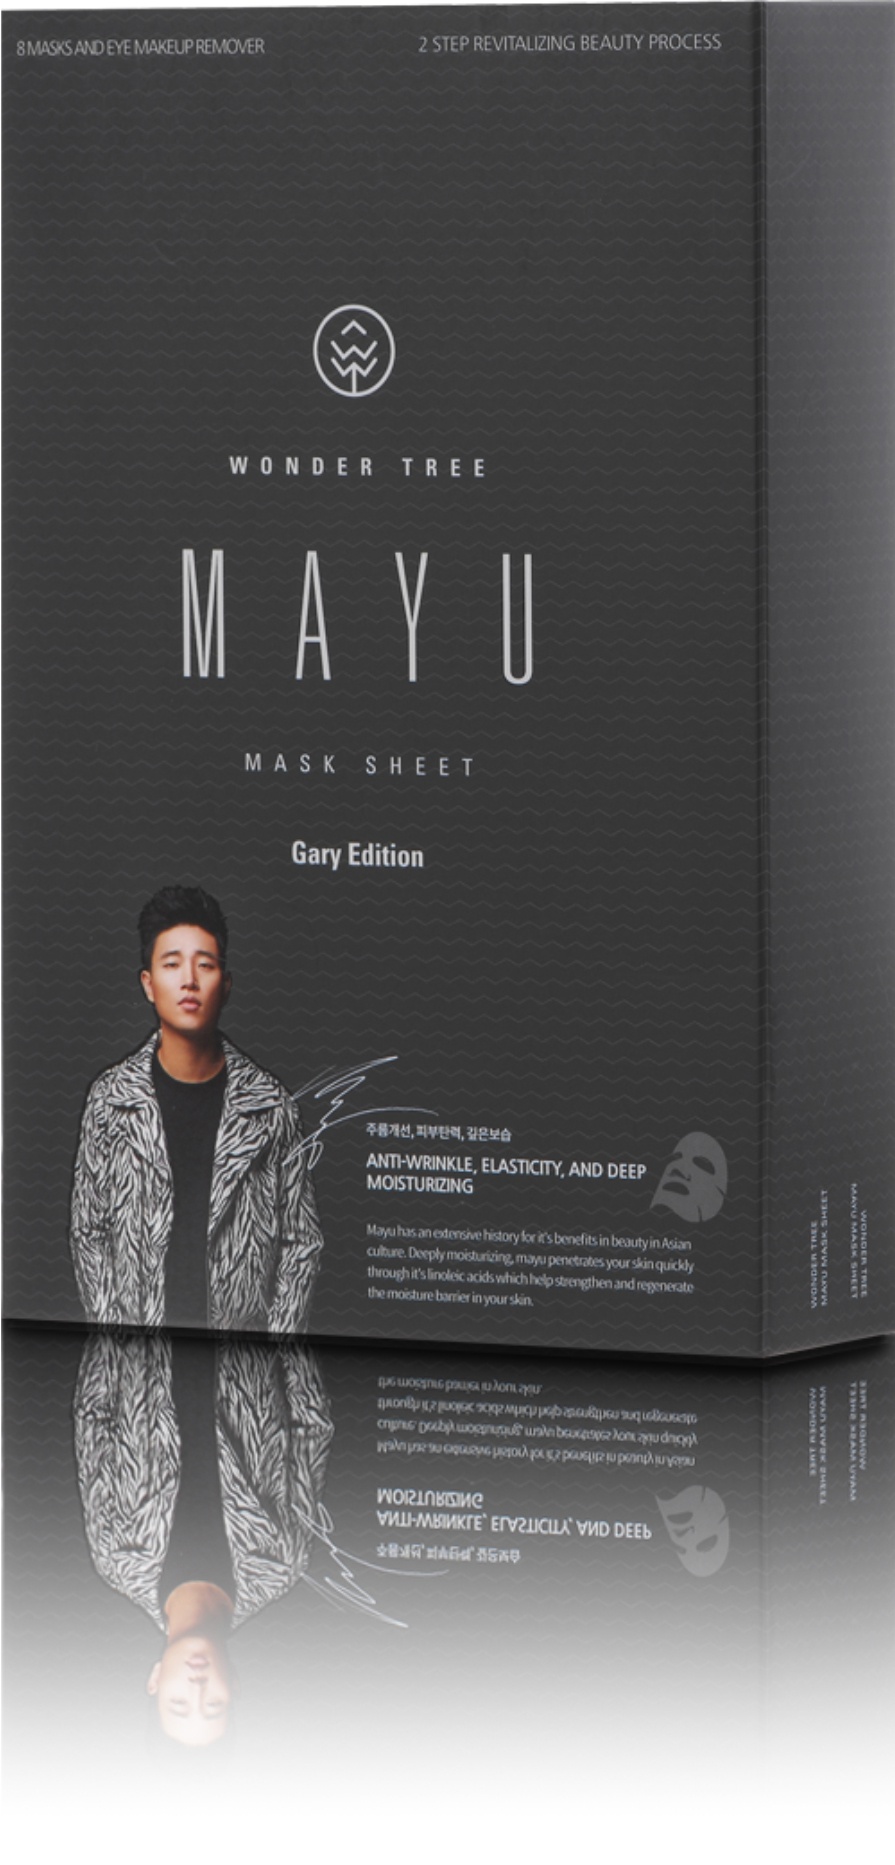 8 MASKS AND EYE MAKEUP REMOVER
2 STEP REVITALIZING BEAUTY PROCESS
WONDER TREE
MAYU
MASK SHEET
Gary Edition
주름개선, 피부탄력, 깊은보습
ANTI-WRINKLE, ELASTICITY, AND DEEP
MOISTURIZING
Mayu has an extensive history for it's benefits in beauty in Asian
culture. Deeply moisturizing, mayu penetrates your skin quickly
through it's linoleic acids which help strengthen and regenerate
the moisture barrier in your skin.
WONDER TREE
MAYU MASK SHEET
WONDER TREE
MAYU MASK SHEET